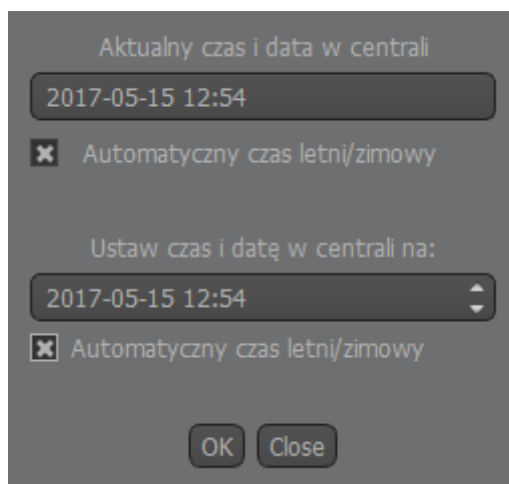 Aktualny czas i data w centrali
2017-05-15 12:54
Automatyczny czas letni/zimowy
Ustaw czas i datę w centrali na:
2017-05-15 12:54
Automatyczny czas letni/zimowy
OK Close